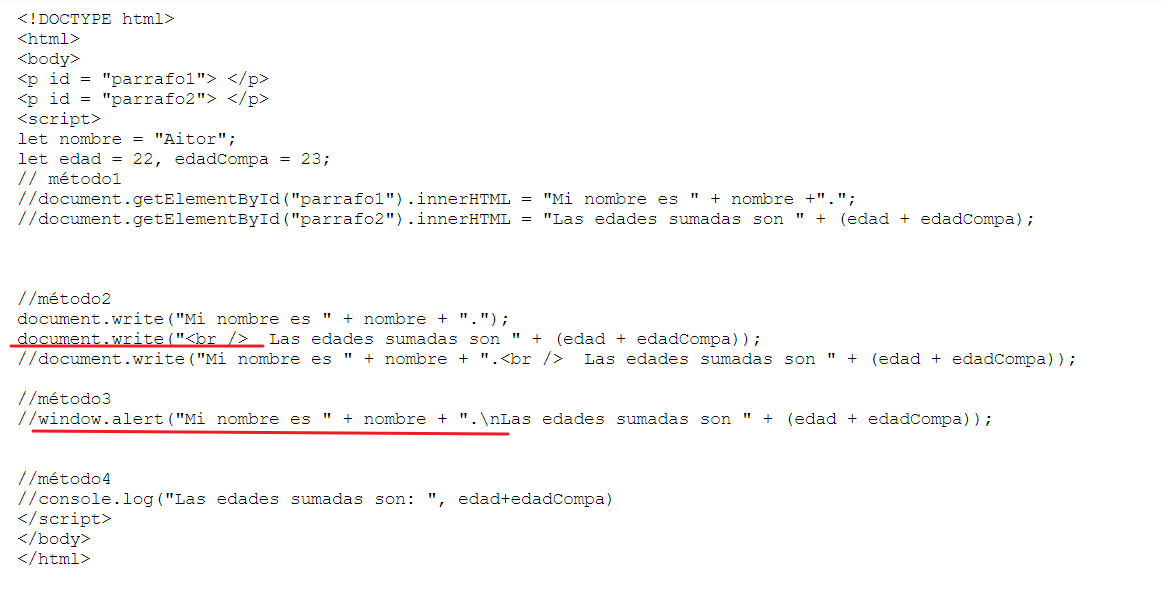 <!DOCTYPE html>
<html>
<body>
<p id = "parrafo1"> </p>
<p id = "parrafo2"> </p>
<script>
let nombre = "Aitor";
let edad = 22, edadCompa = 23;
// método1
//document.getElementById("parrafo1").innerHTML = "Mi nombre es " + nombre +".";
//document.getElementById("parrafo2").innerHTML = "Las edades sumadas son " + (edad + edadCompa);
//método2
document.write("Mi nombre es " + nombre + ".");
document.write("<br />  Las edades sumadas son " + (edad + edadCompa));
//document.write("Mi nombre es " + nombre + ".<br />  Las edades sumadas son " + (edad + edadCompa));
//método3
//window.alert("Mi nombre es " + nombre + ".\nLas edades sumadas son " + (edad + edadCompa));
//método4
//console.log("Las edades sumadas son: ", edad+edadCompa)
</script>
</body>
</html>